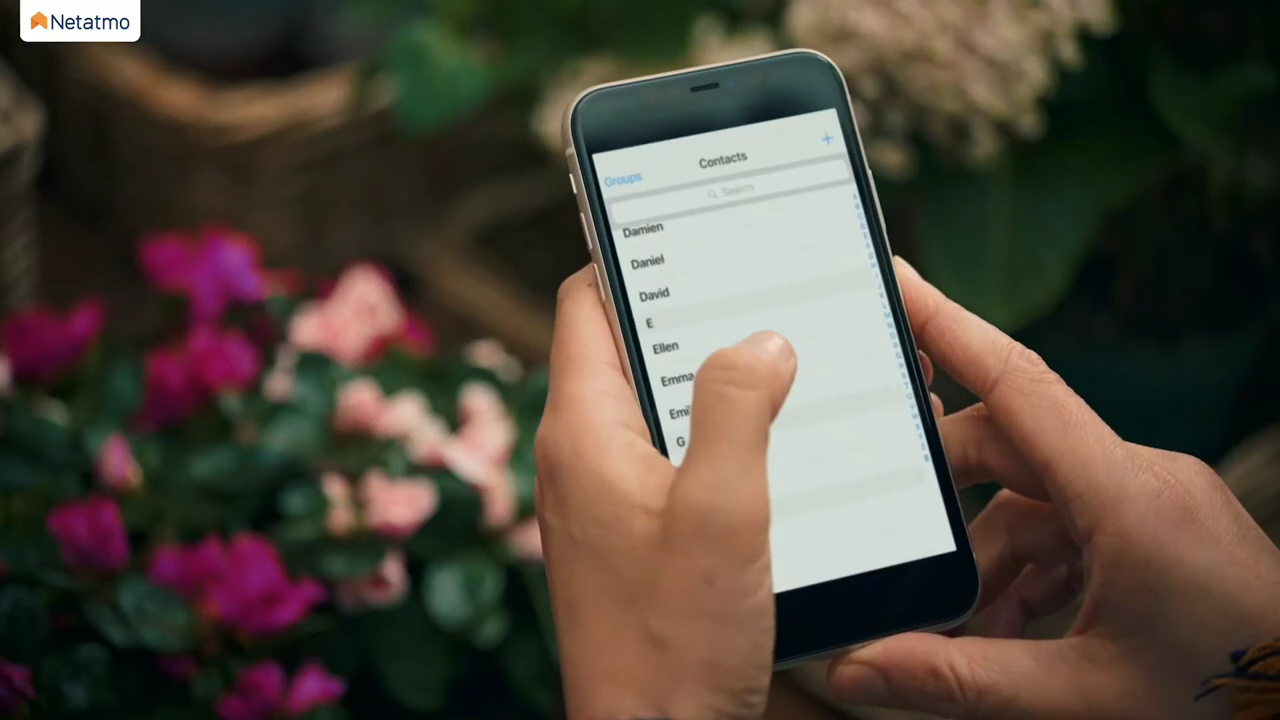 Netatmo
Contacts
Groups
Search
Damien
Daniel
David
E
Ellen
Emma
G